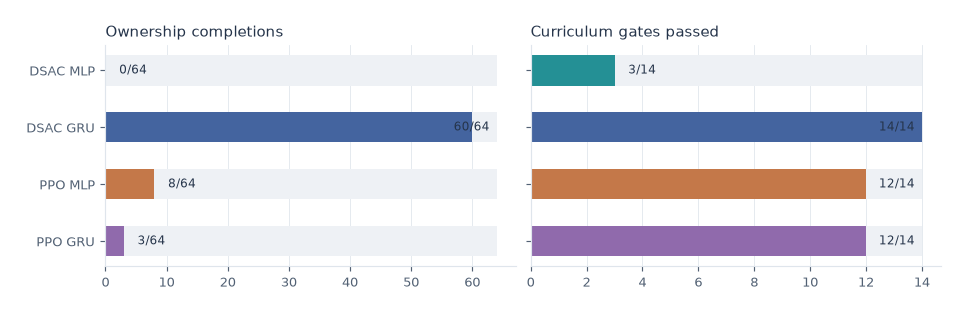 Ownership completions
Curriculum gates passed
DSAC MLP
0/64
3/14
DSAC GRU
60/64
14/14
PPO MLP
8/64
12/14
PPO GRU
3/64
12/14
0 10 20 30 40 50 60
0 2 4 6 8 10 12 14